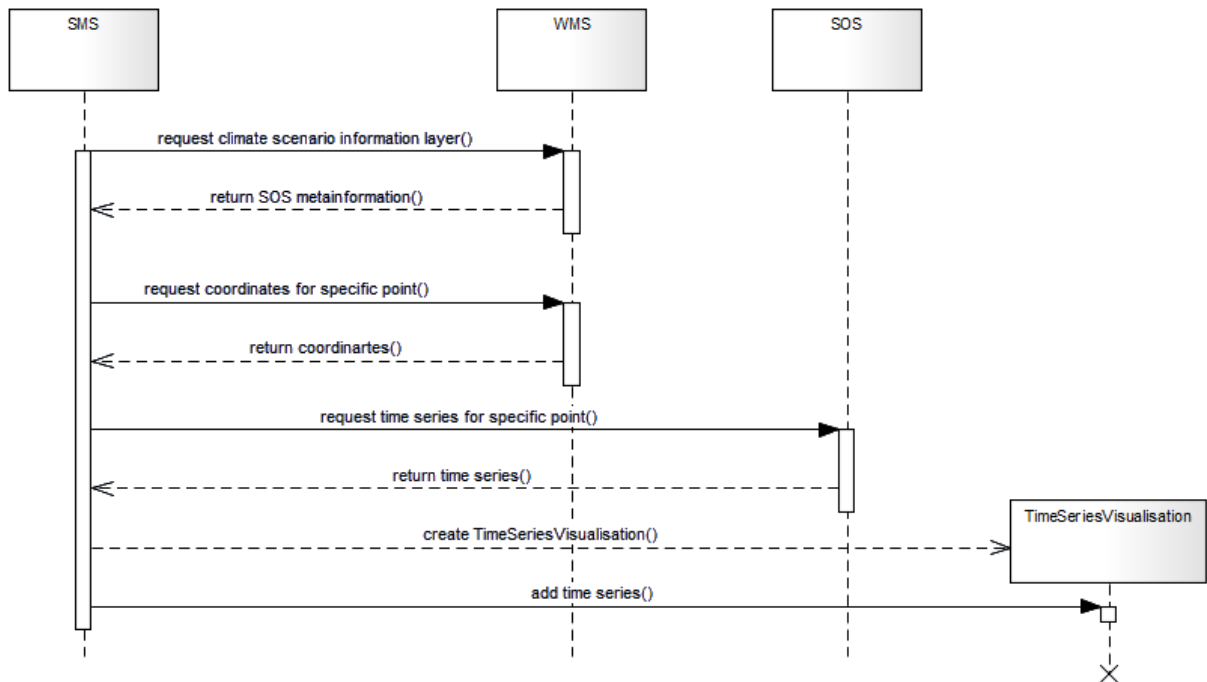 SMS
WMS
SOS
request climate scenario information layer()
return SOS metainformation()
request coordinates for specific point()
return coordinartes()
request time series for specific point()
return time series()
TimeSeriesVisualisation
create TimeSeriesVisualisation()
add time series()